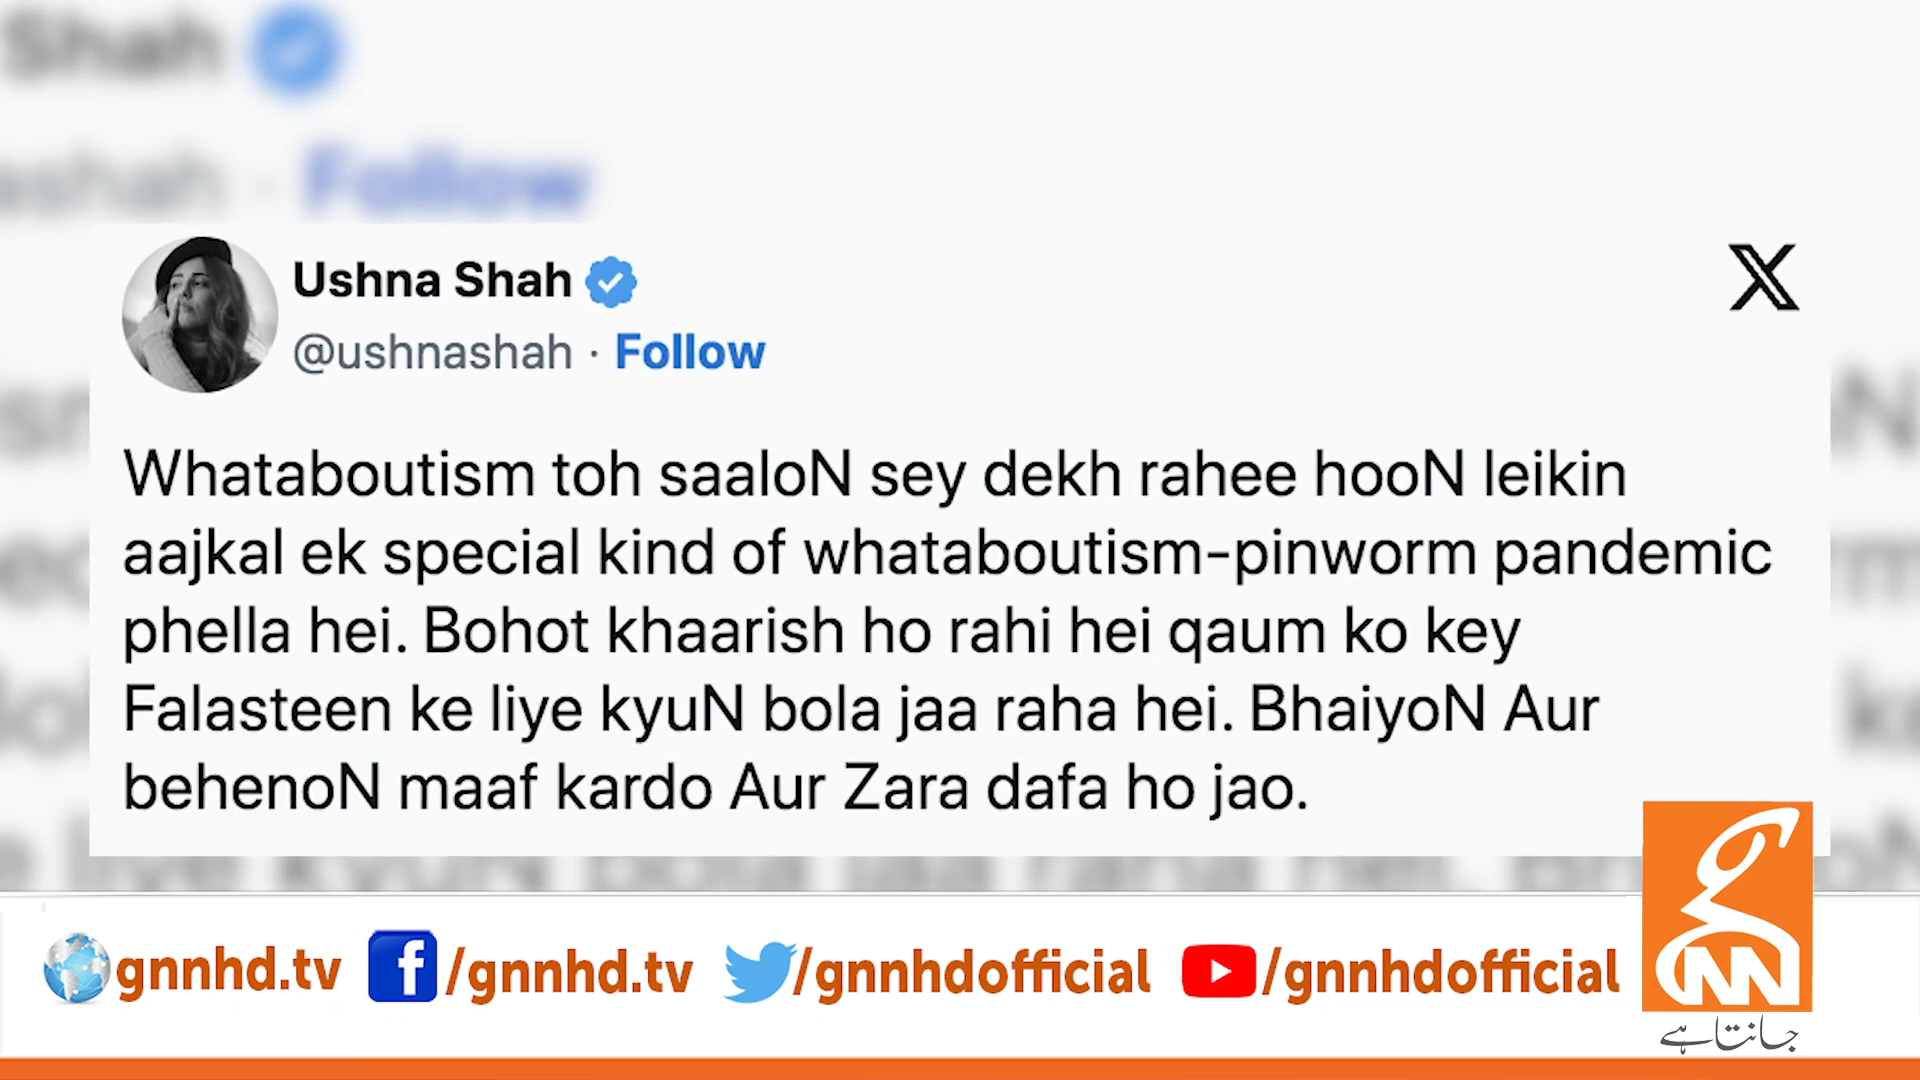 Shah
ashah · Follow
Ushna Shah
@ushnashah · Follow
Whataboutism toh saaloN sey dekh rahee hooN leikin
aajkal ek special kind of whataboutism-pinworm pandemic
phella hei. Bohot khaarish ho rahi hei qaum ko key
Falasteen ke liye kyuN bola jaa raha hei. BhaiyoN Aur
behenoN maaf kardo Aur Zara dafa ho jao.
gnnhd.tv /gnnhd.tv /gnnhdofficial /gnnhdofficial
GNN
جانتا ہے